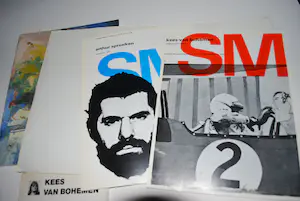 SM
kees van bohemen
SM
2
KEES
VAN BOHEMEN